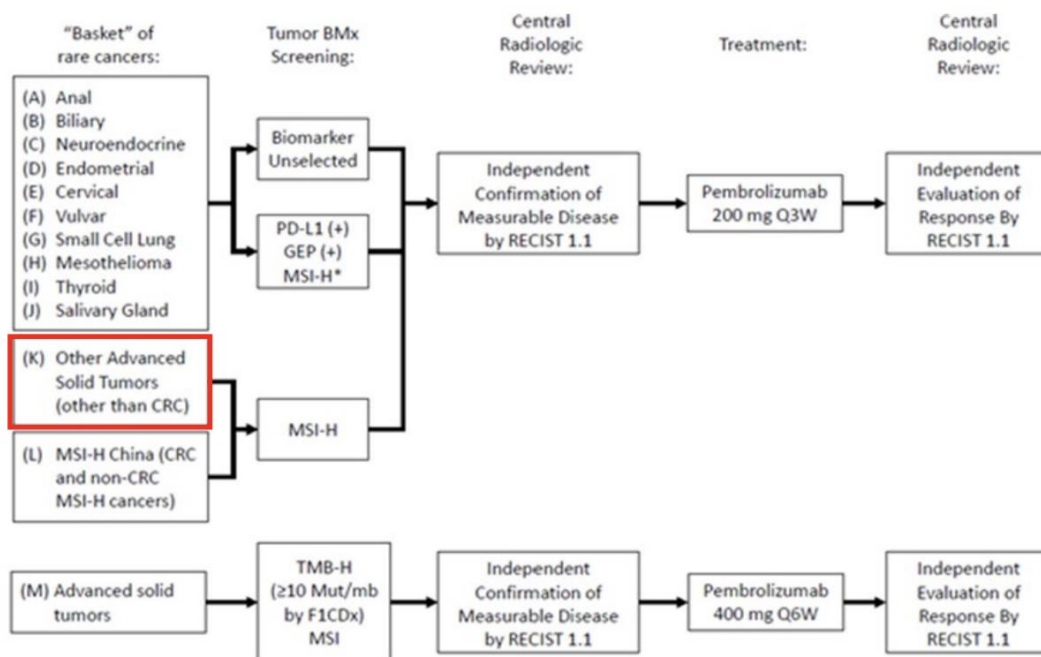 "Basket" of
rare cancers:
Tumor BMx
Screening:
Central
Radiologic
Review:
Treatment:
Central
Radiologic
Review:
(A) Anal
(B) Biliary
(C) Neuroendocrine
(D) Endometrial
(E) Cervical
(F) Vulvar
(G) Small Cell Lung
(H) Mesothelioma
(I) Thyroid
(J) Salivary Gland
Biomarker
Unselected
PD-L1 (+)
GEP (+)
MSI-H*
Independent
Confirmation of
Measurable Disease
by RECIST 1.1
Pembrolizumab
200 mg Q3W
Independent
Evaluation of
Response By
RECIST 1.1
(K) Other Advanced
Solid Tumors
(other than CRC)
(L) MSI-H China (CRC
and non-CRC
MSI-H cancers)
MSI-H
(M) Advanced solid
tumors
TMB-H
(≥10 Mut/mb
by F1CDx)
MSI
Independent
Confirmation of
Measurable Disease
by RECIST 1.1
Pembrolizumab
400 mg Q6W
Independent
Evaluation of
Response By
RECIST 1.1